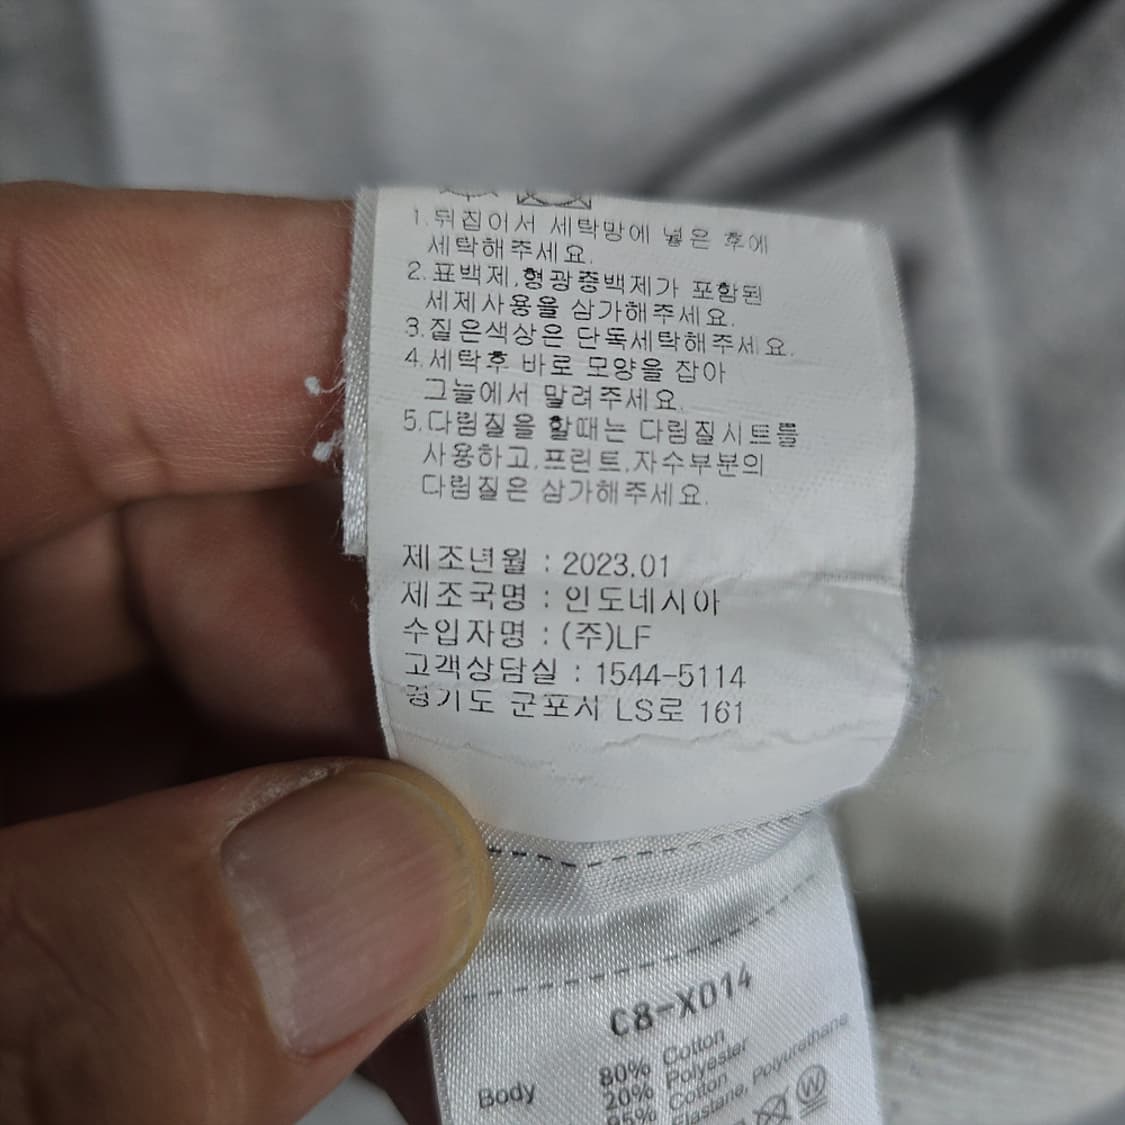 1.뒤집어서 세탁망에 넣은 후에
세탁해주세요.
2.표백제,형광증백제가 포함된
세제사용을 삼가해주세요.
3.짙은색상은 단독세탁해주세요.
4.세탁후 바로 모양을 잡아
그늘에서 말려주세요.
5.다림질을 할때는 다림질시트를
사용하고,프린트,자수부분의
다림질은 삼가해주세요.
제조년월 : 2023.01
제조국명 : 인도네시아
수입자명 : (주)LF
고객상담실 : 1544-5114
경기도 군포시 LS로 161
C8-X014
80% Cotton
Body 20% Polyester
95% Cotton
Elastane, Polyurethane
W